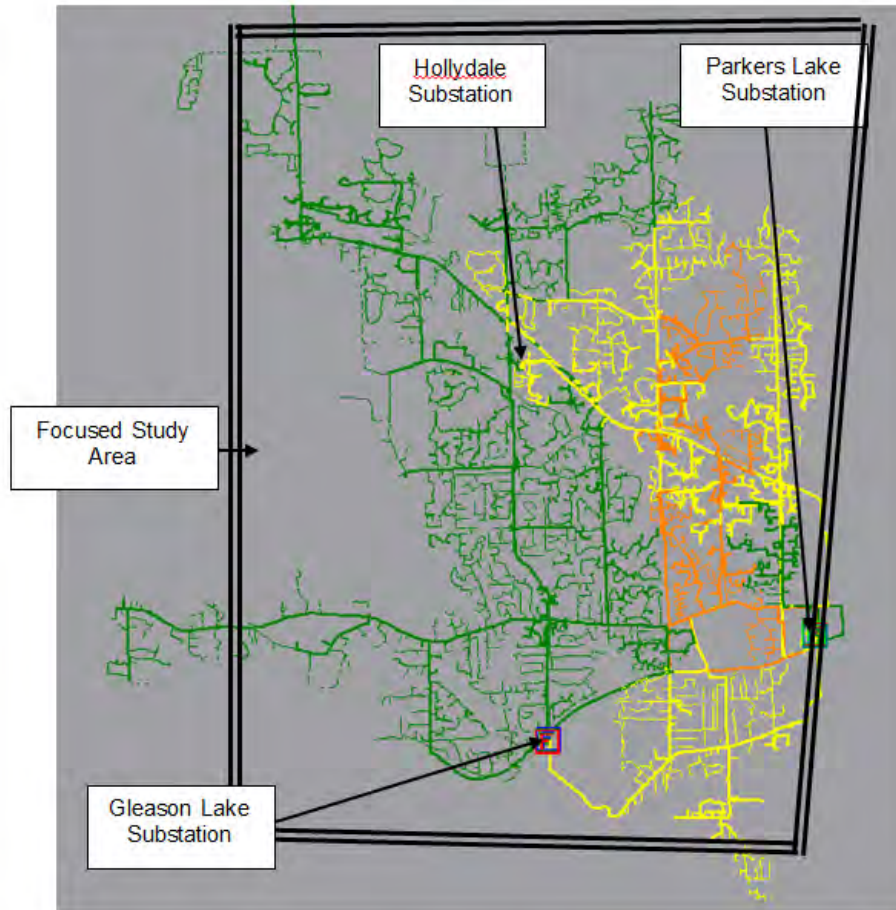 Hollydale
Substation
Parkers Lake
Substation
Focused Study
Area
Gleason Lake
Substation